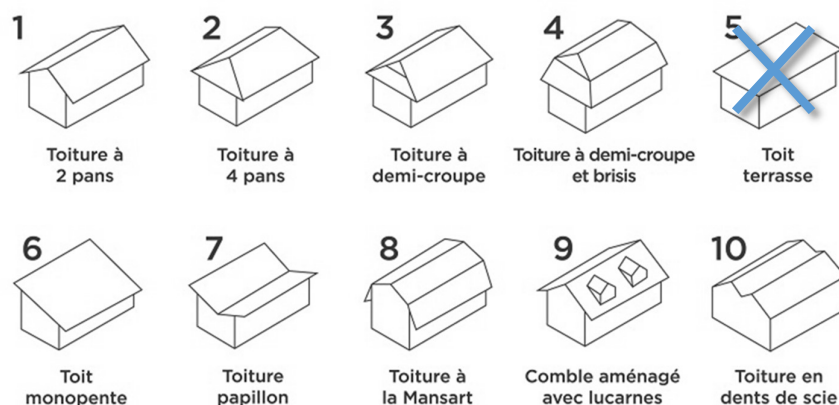 1 2 3 4 5
Toiture à Toiture à Toiture à Toiture à demi-croupe Toit
2 pans 4 pans demi-croupe et brisis terrasse
6 7 8 9 10
Toit Toiture Toiture à Comble aménagé Toiture en
monopente papillon la Mansart avec lucarnes dents de scie